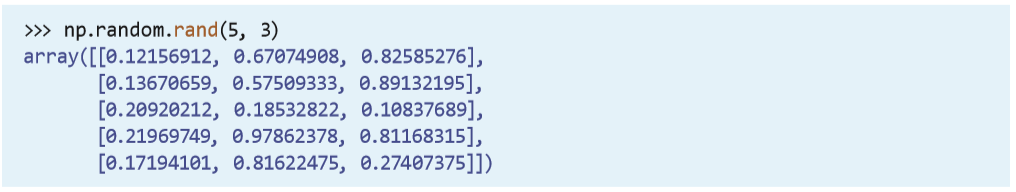 >>> np.random.rand(5, 3)
array([[0.12156912, 0.67074908, 0.82585276],
       [0.13670659, 0.57509333, 0.89132195],
       [0.20920212, 0.18532822, 0.10837689],
       [0.21969749, 0.97862378, 0.81168315],
       [0.17194101, 0.81622475, 0.27407375]])